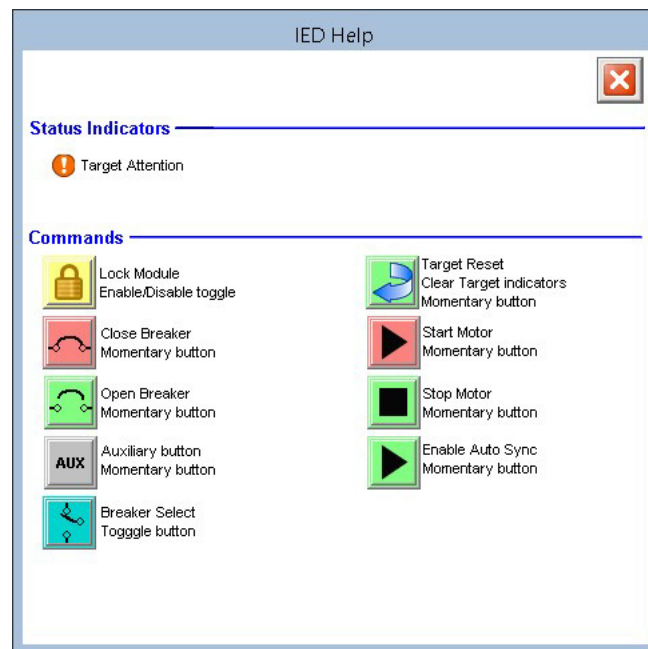 IED Help
Status Indicators
Target Attention
Commands
Lock Module
Enable/Disable toggle
Close Breaker
Momentary button
Open Breaker
Momentary button
AUX
Auxiliary button
Momentary button
Breaker Select
Togggle button
Target Reset
Clear Target indicators
Momentary button
Start Motor
Momentary button
Stop Motor
Momentary button
Enable Auto Sync
Momentary button